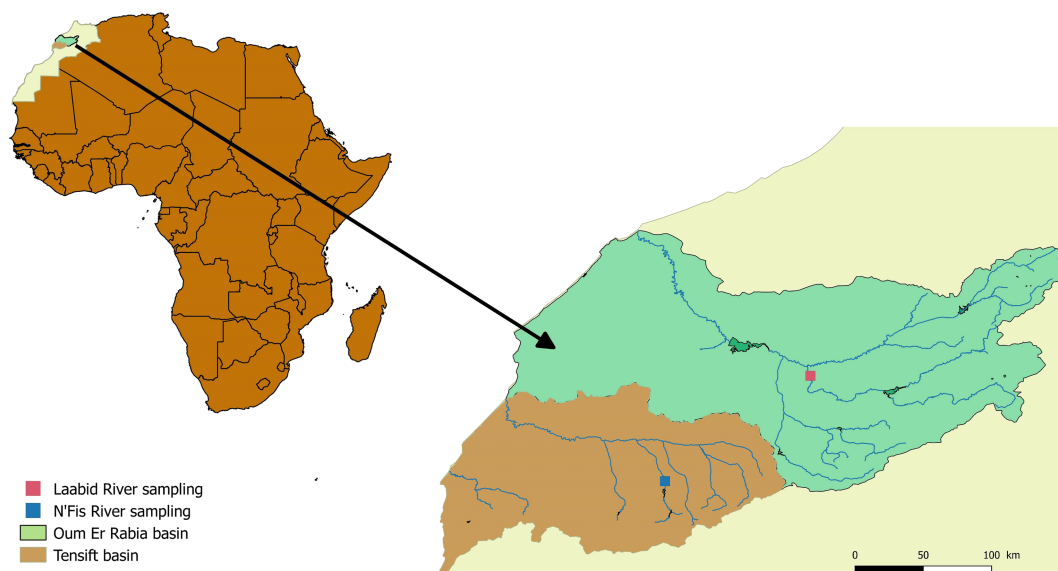 Laabid River sampling
N'Fis River sampling
Oum Er Rabia basin
Tensift basin
0 50 100 km